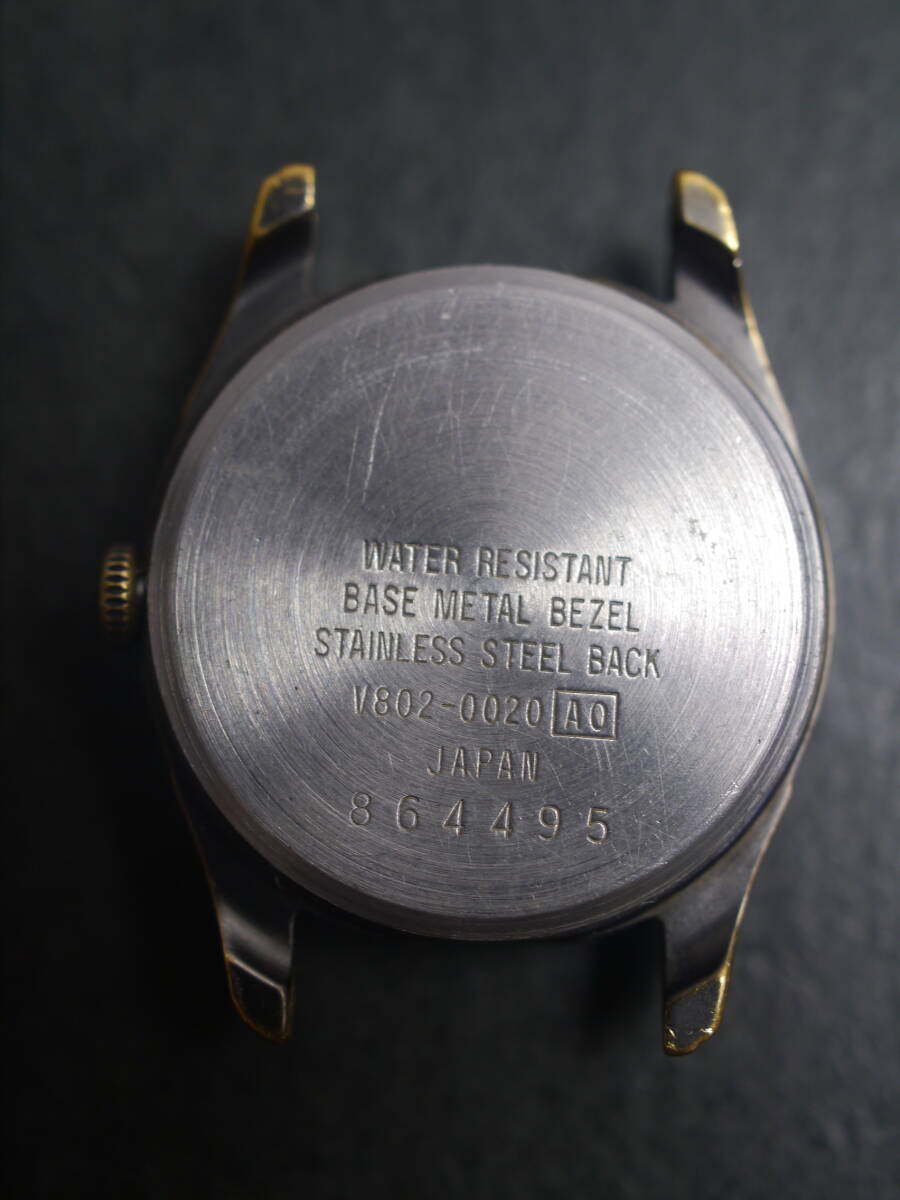 WATER RESISTANT
BASE METAL BEZEL
STAINLESS STEEL BACK
V802-0020 A0
JAPAN
864495